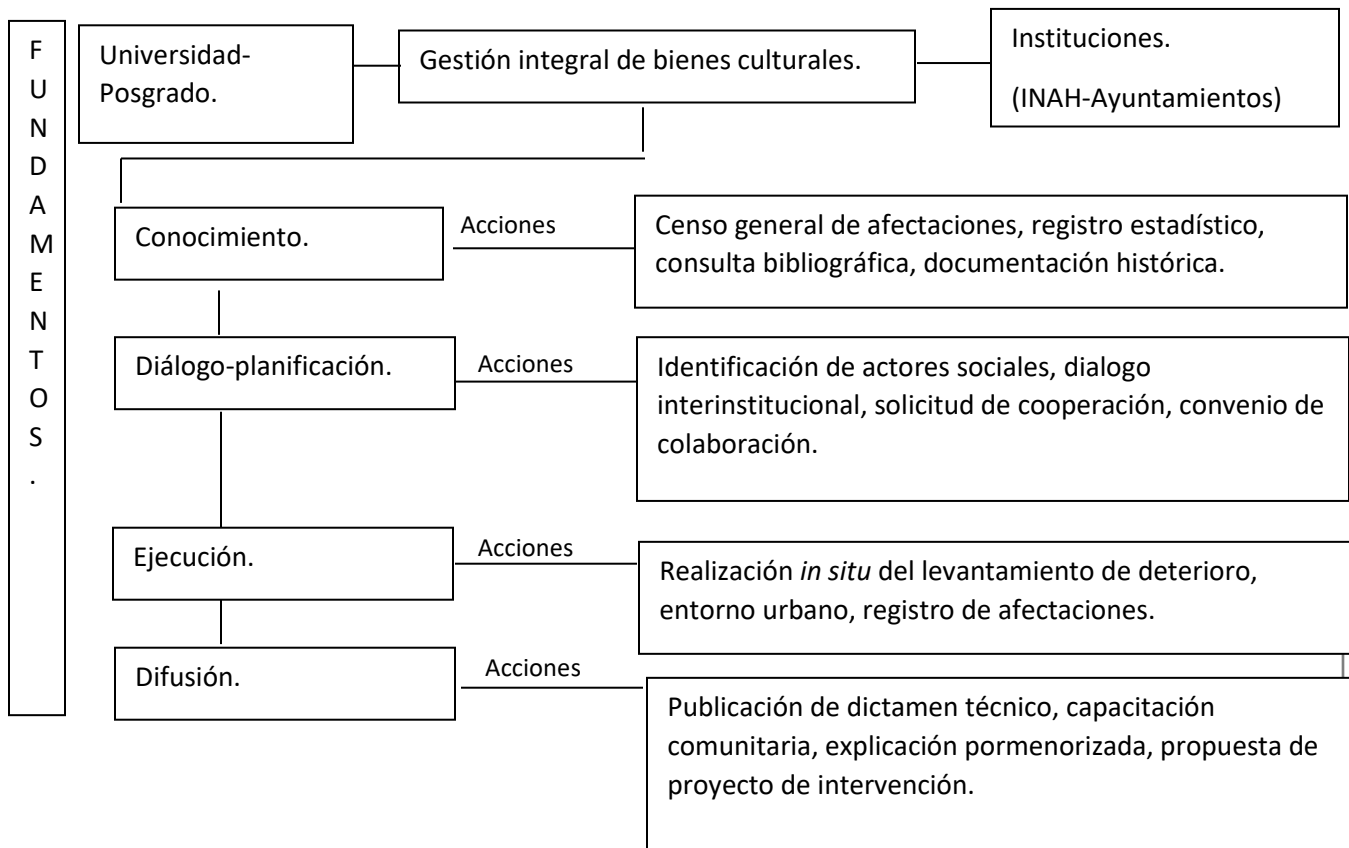 FUNDAMENTOS.
Universidad-
Posgrado.
Gestión integral de bienes culturales.
Instituciones.
(INAH-Ayuntamientos)
Conocimiento.
Acciones
Censo general de afectaciones, registro estadístico,
consulta bibliográfica, documentación histórica.
Diálogo-planificación.
Acciones
Identificación de actores sociales, dialogo
interinstitucional, solicitud de cooperación, convenio de
colaboración.
Ejecución.
Acciones
Realización in situ del levantamiento de deterioro,
entorno urbano, registro de afectaciones.
Difusión.
Acciones
Publicación de dictamen técnico, capacitación
comunitaria, explicación pormenorizada, propuesta de
proyecto de intervención.